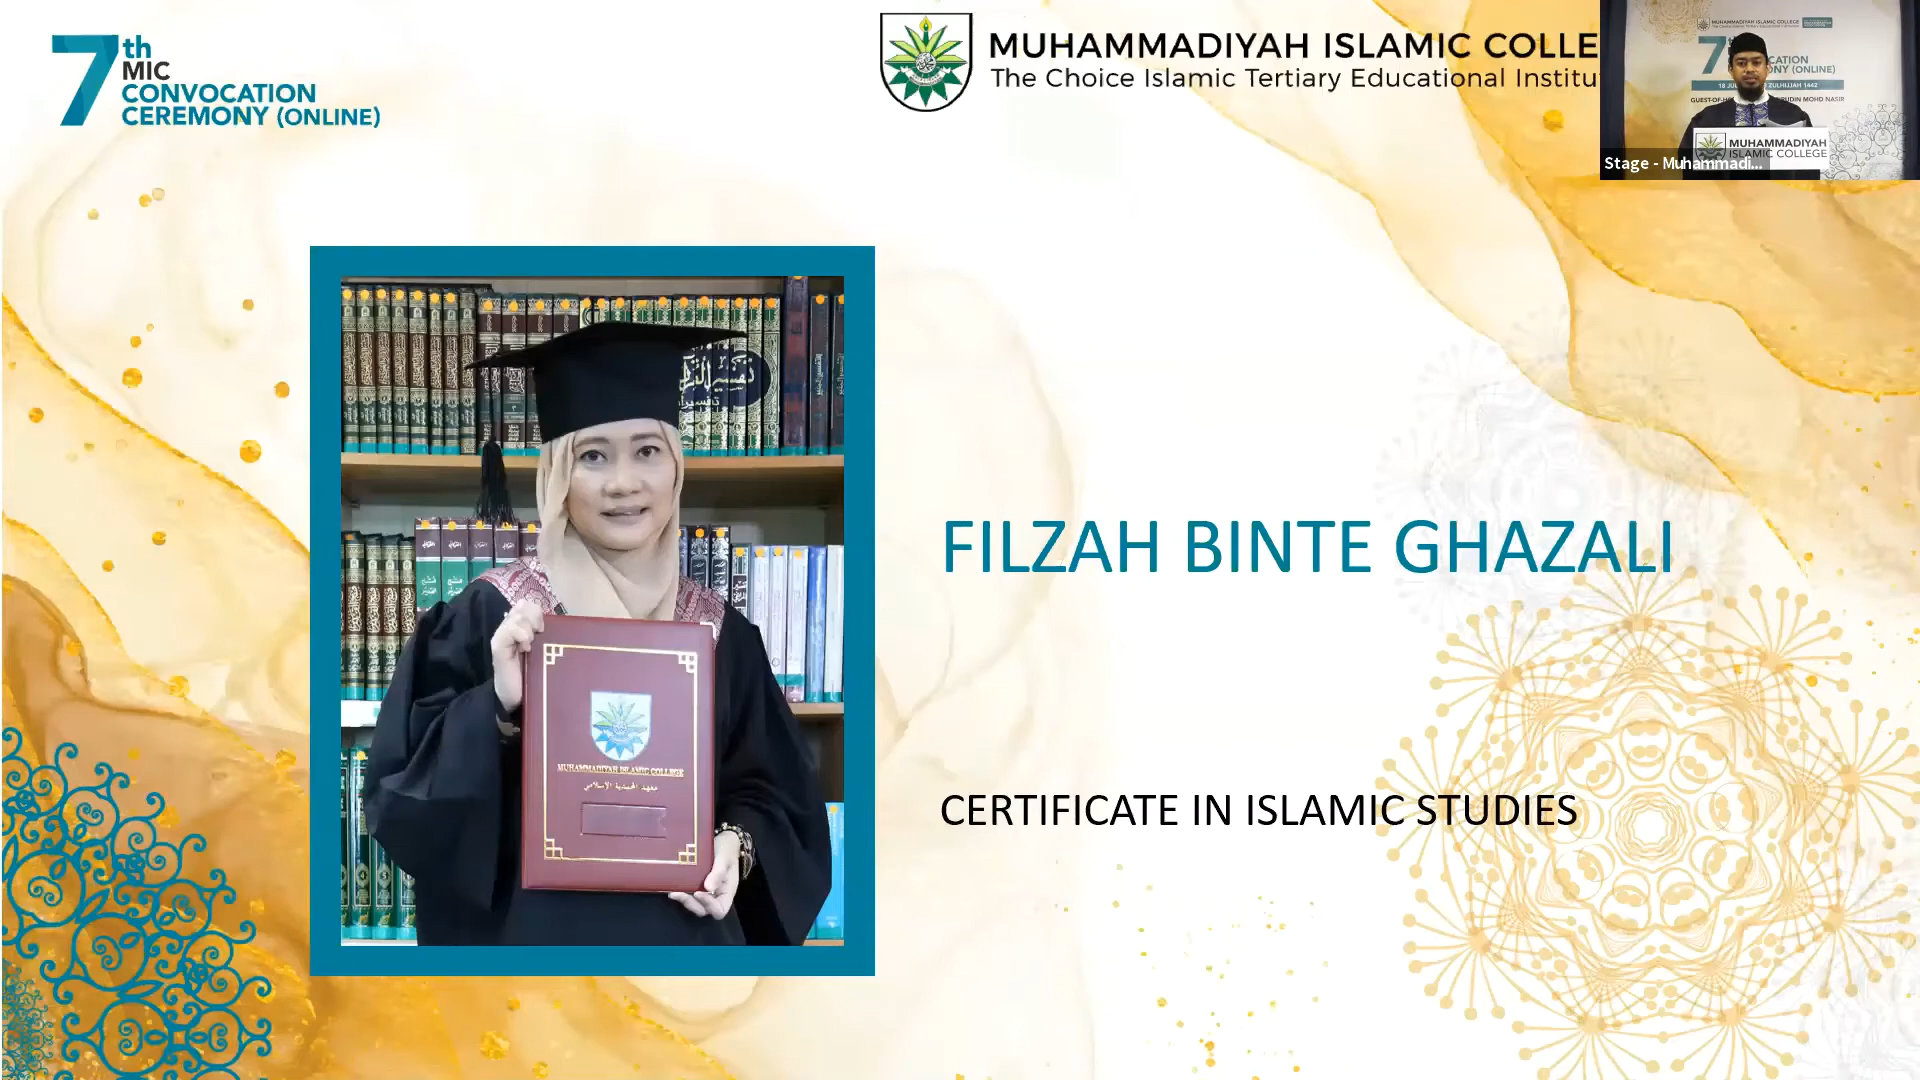 7th
MIC
CONVOCATION
CEREMONY (ONLINE)
MUHAMMADIYAH ISLAMIC COLLE
The Choice Islamic Tertiary Educational Institu
MUHAMMADIYAH
ISLAMIC COLLEGE
Stage - Muhammadi...
FILZAH BINTE GHAZALI
CERTIFICATE IN ISLAMIC STUDIES
MUHAMMADIYAH ISLAMIC COLLEGE